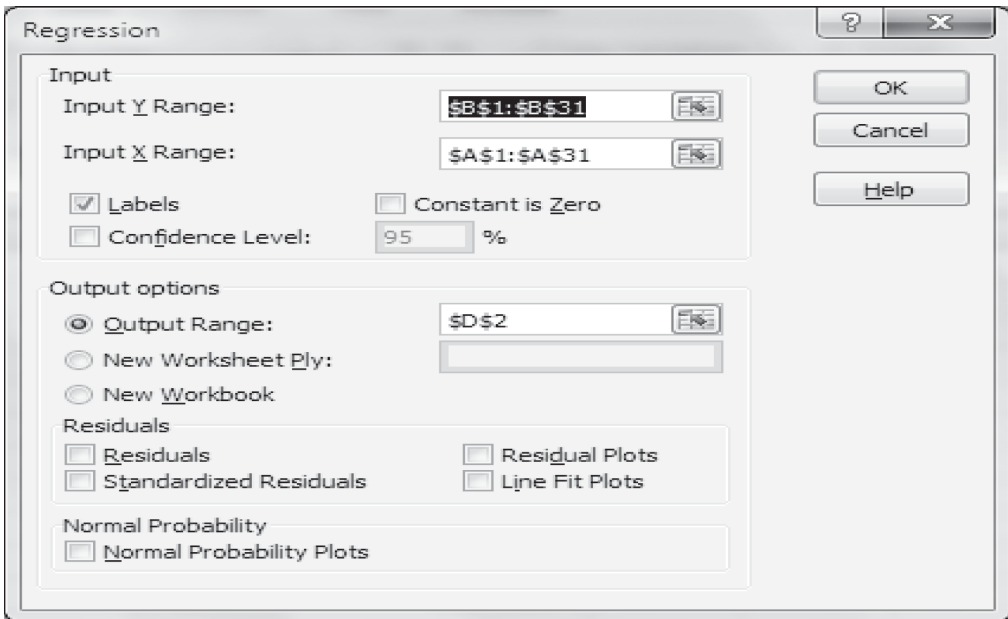 Regression
Input
Input Y Range: $B$1:$B$31
Input X Range: $A$1:$A$31
Labels Constant is Zero
Confidence Level: 95 %
OK
Cancel
Help
Output options
Output Range: $D$2
New Worksheet Ply:
New Workbook
Residuals
Residuals Residual Plots
Standardized Residuals Line Fit Plots
Normal Probability
Normal Probability Plots